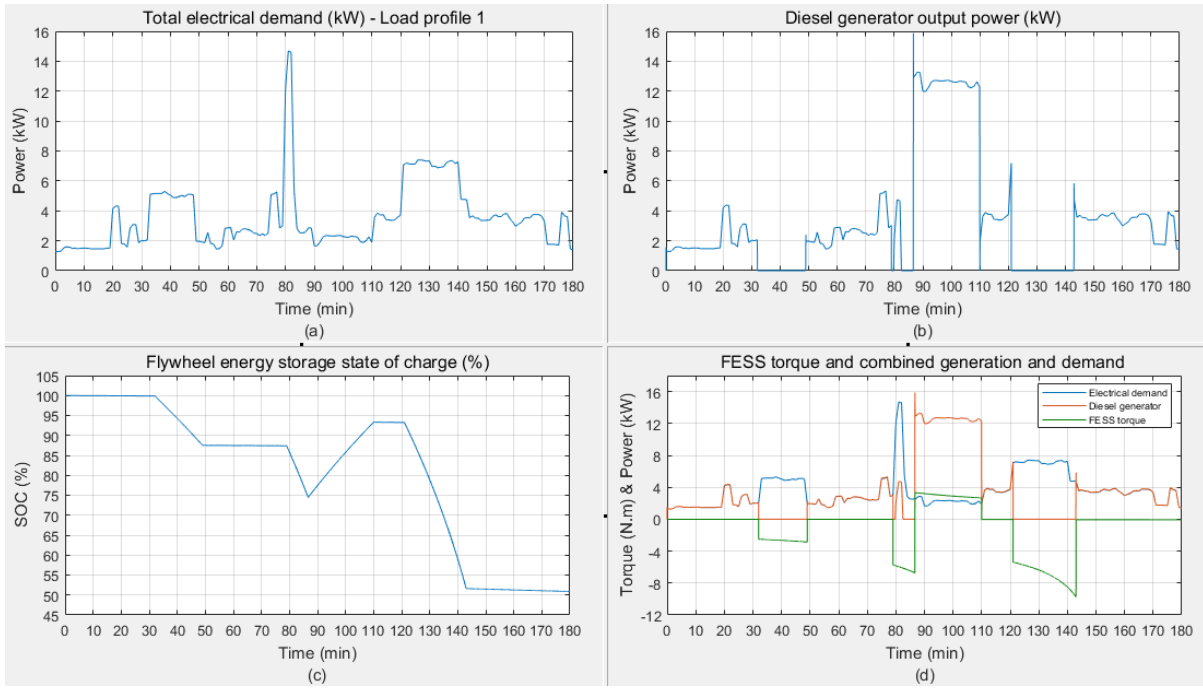 Total electrical demand (kW) - Load profile 1
Power (kW)
16
14
12
10
8
6
4
2
0
0 10 20 30 40 50 60 70 80 90 100 110 120 130 140 150 160 170 180
Time (min)
(a)
Diesel generator output power (kW)
Power (kW)
16
14
12
10
8
6
4
2
0
0 10 20 30 40 50 60 70 80 90 100 110 120 130 140 150 160 170 180
Time (min)
(b)
Flywheel energy storage state of charge (%)
SOC (%)
105
100
95
90
85
80
75
70
65
60
55
50
45
0 10 20 30 40 50 60 70 80 90 100 110 120 130 140 150 160 170 180
Time (min)
(c)
FESS torque and combined generation and demand
Torque (N.m) & Power (kW)
16
12
8
4
0
-4
-8
-12
Electrical demand
Diesel generator
FESS torque
0 10 20 30 40 50 60 70 80 90 100 110 120 130 140 150 160 170 180
Time (min)
(d)